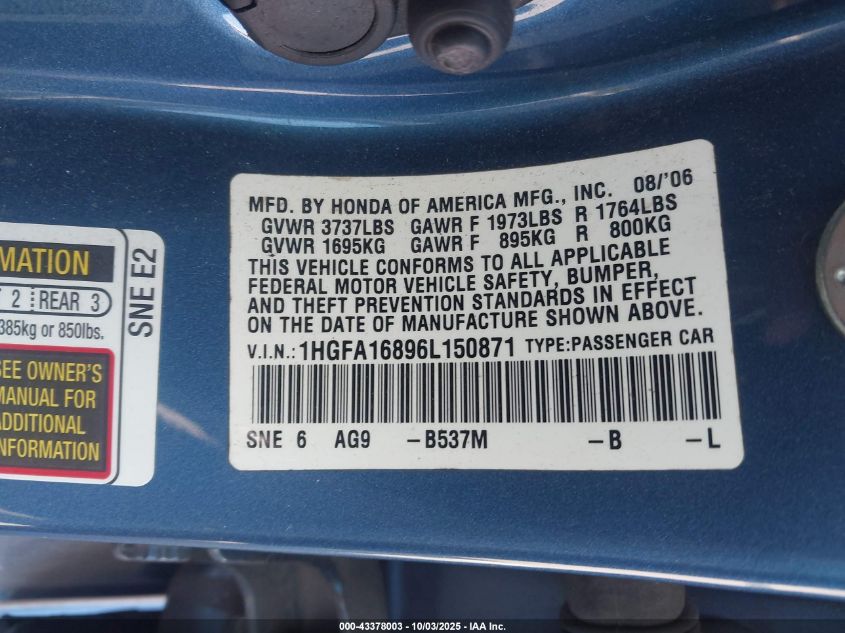 MFD. BY HONDA OF AMERICA MFG., INC. 08/'06
GVWR 3737LBS GAWR F 1973LBS R 1764LBS
GVWR 1695KG GAWR F 895KG R 800KG
THIS VEHICLE CONFORMS TO ALL APPLICABLE
FEDERAL MOTOR VEHICLE SAFETY, BUMPER,
AND THEFT PREVENTION STANDARDS IN EFFECT
ON THE DATE OF MANUFACTURE SHOWN ABOVE.
V.I.N.: 1HGFA16896L150871 TYPE:PASSENGER CAR
SNE 6 AG9 -B537M -B -L
MATION
2 REAR 3
385kg or 850lbs.
SEE OWNER'S
MANUAL FOR
ADDITIONAL
INFORMATION
SNE E2
000-43378003 - 10/03/2025 - IAA Inc.